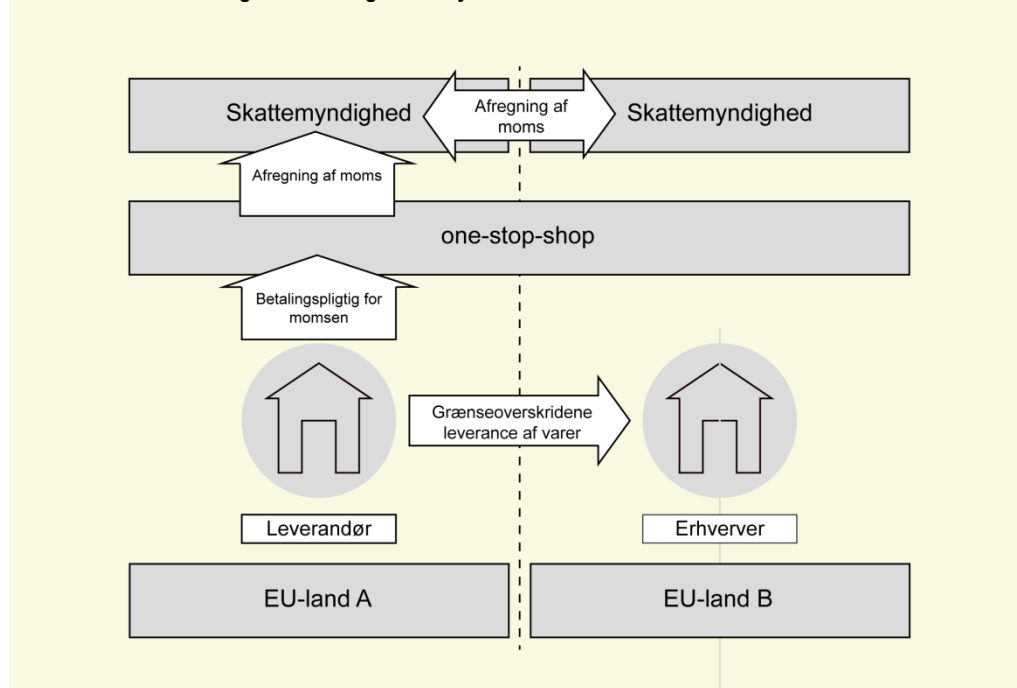 Skattemyndighed
Afregning af
moms
Skattemyndighed
Afregning af moms
one-stop-shop
Betalingspligtig for
momsen
Grænseoverskridene
leverance af varer
Leverandør
Erhverver
EU-land A
EU-land B